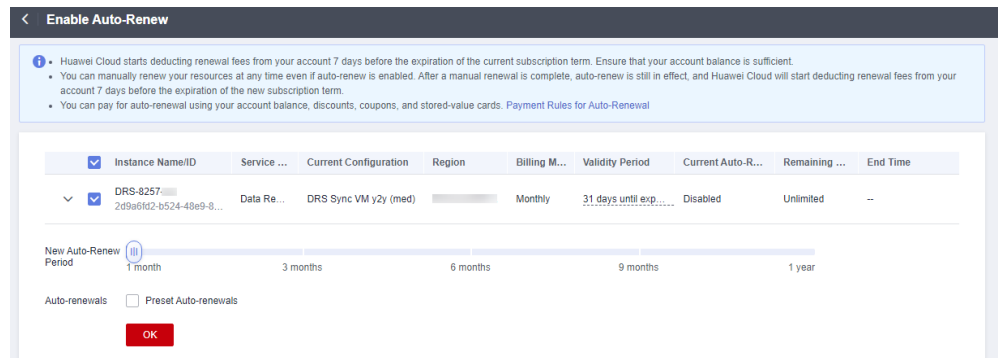 Enable Auto-Renew
• Huawei Cloud starts deducting renewal fees from your account 7 days before the expiration of the current subscription term. Ensure that your account balance is sufficient.
• You can manually renew your resources at any time even if auto-renew is enabled. After a manual renewal is complete, auto-renew is still in effect, and Huawei Cloud will start deducting renewal fees from your
account 7 days before the expiration of the new subscription term.
• You can pay for auto-renewal using your account balance, discounts, coupons, and stored-value cards. Payment Rules for Auto-Renewal
Instance Name/ID Service ... Current Configuration Region Billing M... Validity Period Current Auto-R... Remaining ... End Time
DRS-8257-
2d9a6fd2-b524-48e9-8... Data Re... DRS Sync VM y2y (med) Monthly 31 days until exp... Disabled Unlimited --
New Auto-Renew
Period
1 month 3 months 6 months 9 months 1 year
Auto-renewals Preset Auto-renewals
OK